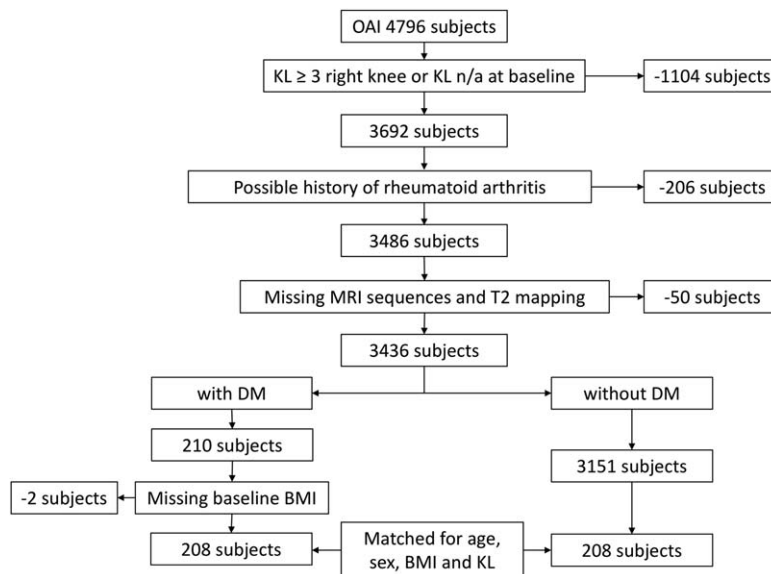 OAI 4796 subjects
KL ≥ 3 right knee or KL n/a at baseline
-1104 subjects
3692 subjects
Possible history of rheumatoid arthritis
-206 subjects
3486 subjects
Missing MRI sequences and T2 mapping
-50 subjects
3436 subjects
with DM
without DM
210 subjects
3151 subjects
-2 subjects
Missing baseline BMI
208 subjects
Matched for age,
sex, BMI and KL
208 subjects